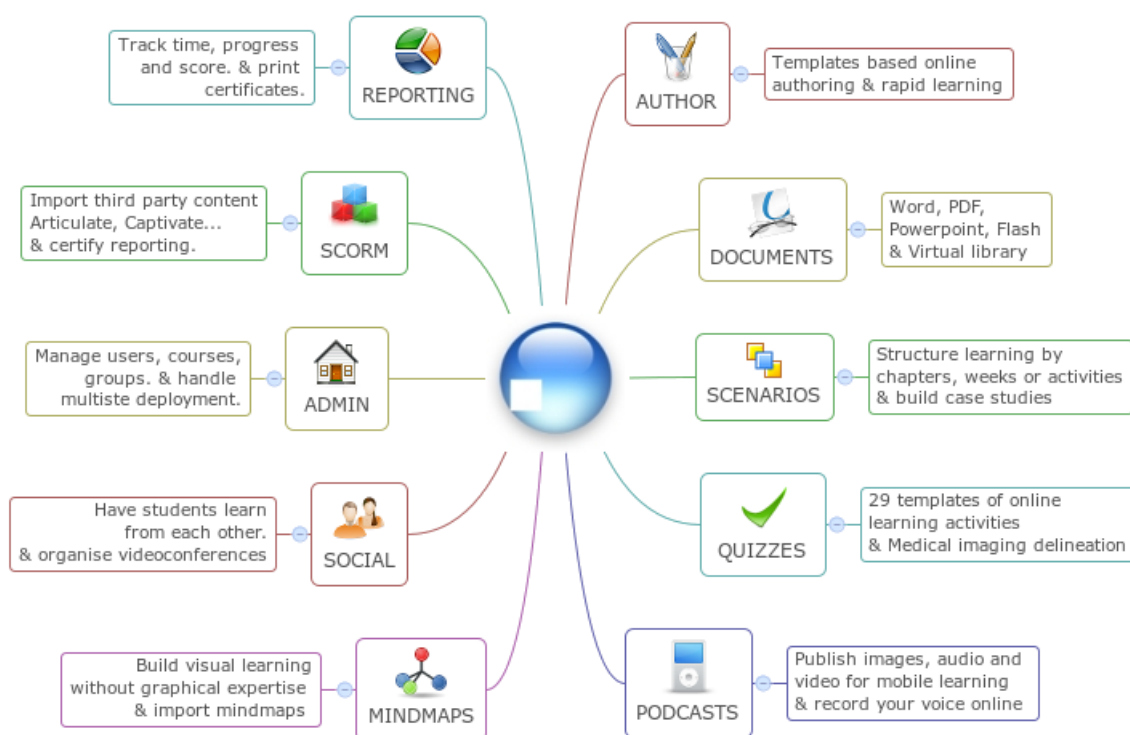 Track time, progress
and score. & print
certificates.
REPORTING
AUTHOR
Templates based online
authoring & rapid learning
Import third party content
Articulate, Captivate...
& certify reporting.
SCORM
DOCUMENTS
Word, PDF,
Powerpoint, Flash
& Virtual library
Manage users, courses,
groups. & handle
multiste deployment.
ADMIN
SCENARIOS
Structure learning by
chapters, weeks or activities
& build case studies
Have students learn
from each other.
& organise videoconferences
SOCIAL
QUIZZES
29 templates of online
learning activities
& Medical imaging delineation
Build visual learning
without graphical expertise
& import mindmaps
MINDMAPS
PODCASTS
Publish images, audio and
video for mobile learning
& record your voice online